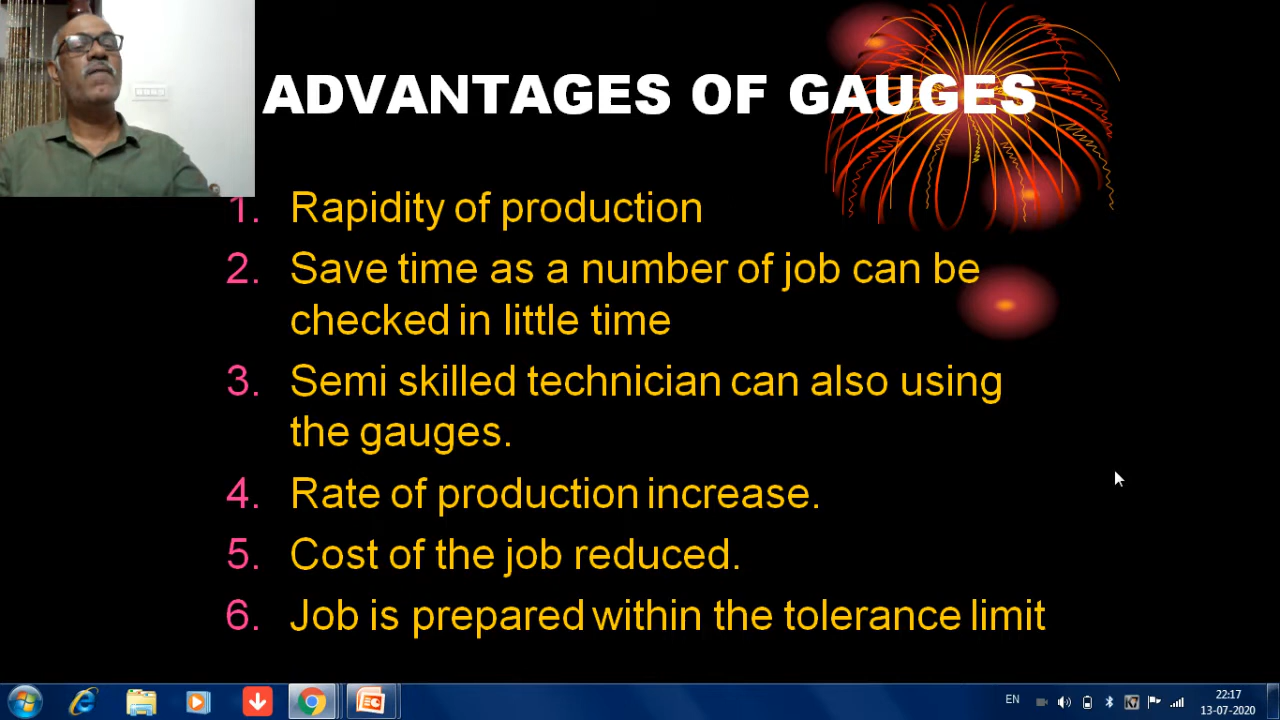 ADVANTAGES OF GAUGES
1. Rapidity of production
2. Save time as a number of job can be
checked in little time
3. Semi skilled technician can also using
the gauges.
4. Rate of production increase.
5. Cost of the job reduced.
6. Job is prepared within the tolerance limit
EN
22:17
13-07-2020